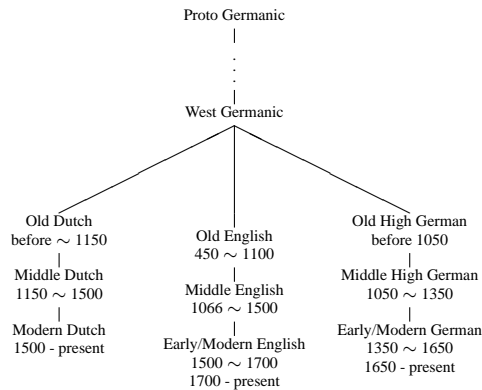 Proto Germanic
West Germanic
Old Dutch
before ∼ 1150
Middle Dutch
1150 ∼ 1500
Modern Dutch
1500 - present
Old English
450 ∼ 1100
Middle English
1066 ∼ 1500
Early/Modern English
1500 ∼ 1700
1700 - present
Old High German
before 1050
Middle High German
1050 ∼ 1350
Early/Modern German
1350 ∼ 1650
1650 - present